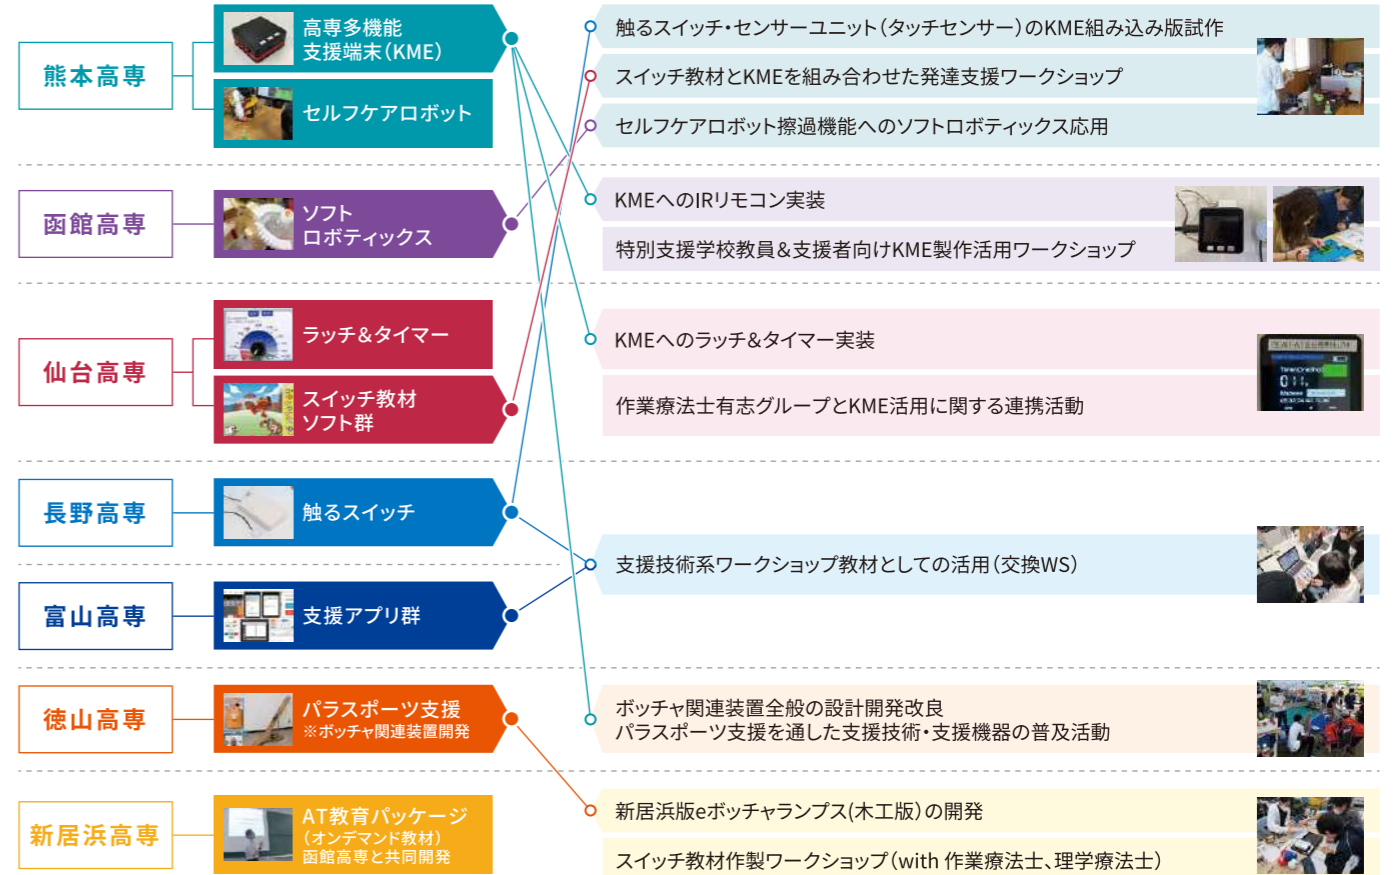 熊本高専
高専多機能
支援端末（KME）
セルフケアロボット
触るスイッチ・センサーユニット（タッチセンサー）のKME組み込み版試作
スイッチ教材とKMEを組み合わせた発達支援ワークショップ
セルフケアロボット擦過機能へのソフトロボティックス応用
函館高専
ソフト
ロボティックス
KMEへのIRリモコン実装
特別支援学校教員＆支援者向けKME製作活用ワークショップ
仙台高専
ラッチ＆タイマー
スイッチ教材
ソフト群
KMEへのラッチ＆タイマー実装
作業療法士有志グループとKME活用に関する連携活動
長野高専
触るスイッチ
富山高専
支援アプリ群
支援技術系ワークショップ教材としての活用（交換WS）
徳山高専
パラスポーツ支援
※ボッチャ関連装置開発
ボッチャ関連装置全般の設計開発改良
パラスポーツ支援を通した支援技術・支援機器の普及活動
新居浜高専
AT教育パッケージ
（オンデマンド教材）
函館高専と共同開発
新居浜版eボッチャランプス(木工版）の開発
スイッチ教材作製ワークショップ（with 作業療法士、理学療法士）